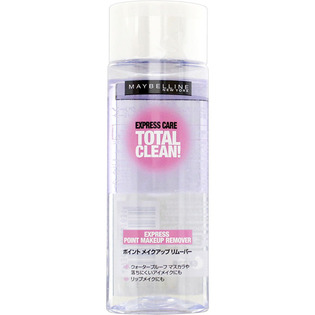 MAYBELLINE
NEW YORK
EXPRESS CARE
TOTAL
CLEAN!
EXPRESS
POINT MAKEUP REMOVER
ポイント メイクアップ リムーバー
・ウォータープルーフ マスカラや
落ちにくいアイメイクにも
・リップメイクにも